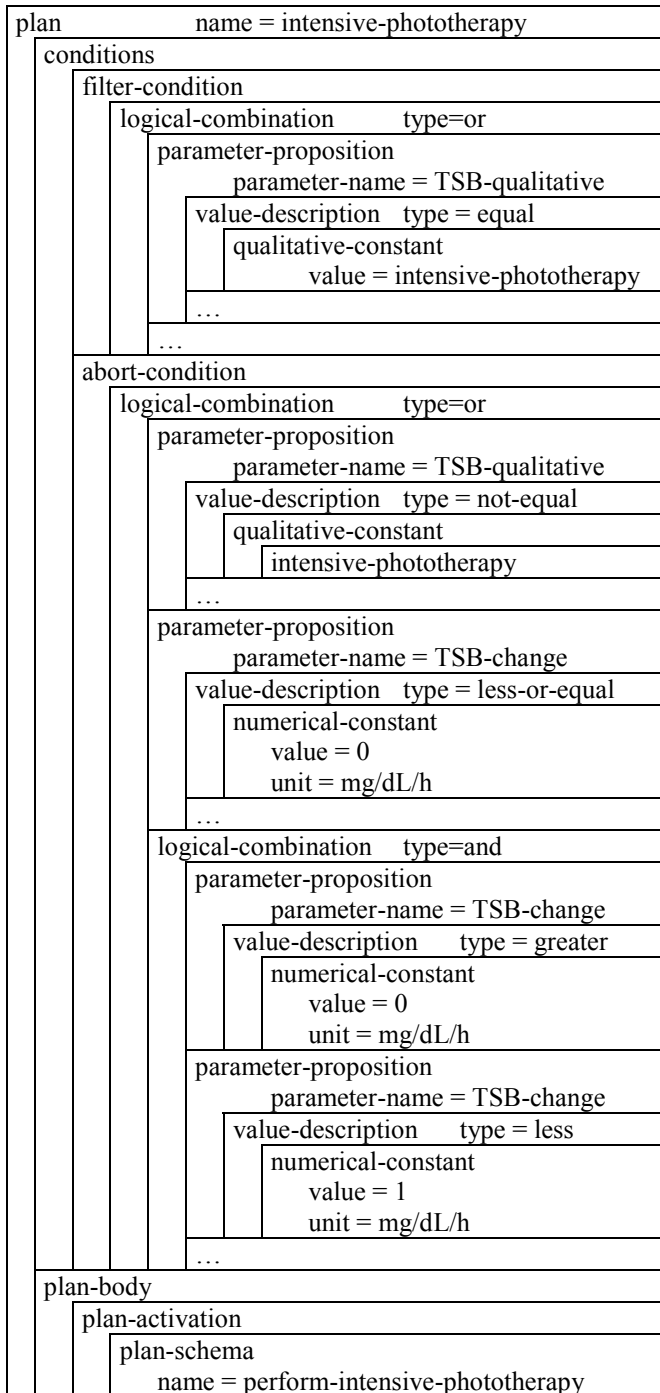 plan name = intensive-phototherapy
conditions
filter-condition
logical-combination type=or
parameter-proposition
parameter-name = TSB-qualitative
value-description type = equal
qualitative-constant
value = intensive-phototherapy
…
…
abort-condition
logical-combination type=or
parameter-proposition
parameter-name = TSB-qualitative
value-description type = not-equal
qualitative-constant
intensive-phototherapy
…
parameter-proposition
parameter-name = TSB-change
value-description type = less-or-equal
numerical-constant
value = 0
unit = mg/dL/h
…
logical-combination type=and
parameter-proposition
parameter-name = TSB-change
value-description type = greater
numerical-constant
value = 0
unit = mg/dL/h
parameter-proposition
parameter-name = TSB-change
value-description type = less
numerical-constant
value = 1
unit = mg/dL/h
…
plan-body
plan-activation
plan-schema
name = perform-intensive-phototherapy